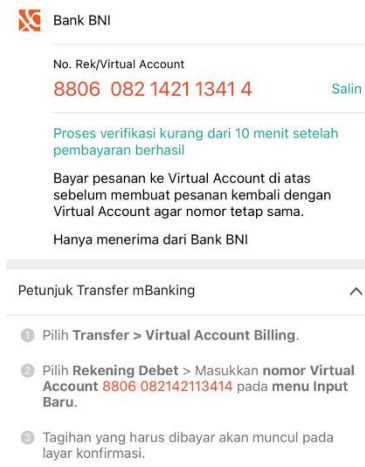 Bank BNI
No. Rek/Virtual Account
8806 082 1421 1341 4 Salin
Proses verifikasi kurang dari 10 menit setelah
pembayaran berhasil
Bayar pesanan ke Virtual Account di atas
sebelum membuat pesanan kembali dengan
Virtual Account agar nomor tetap sama.
Hanya menerima dari Bank BNI
Petunjuk Transfer mBanking
1 Pilih Transfer > Virtual Account Billing.
2 Pilih Rekening Debet > Masukkan nomor Virtual
Account 8806 082142113414 pada menu Input
Baru.
3 Tagihan yang harus dibayar akan muncul pada
layar konfirmasi.